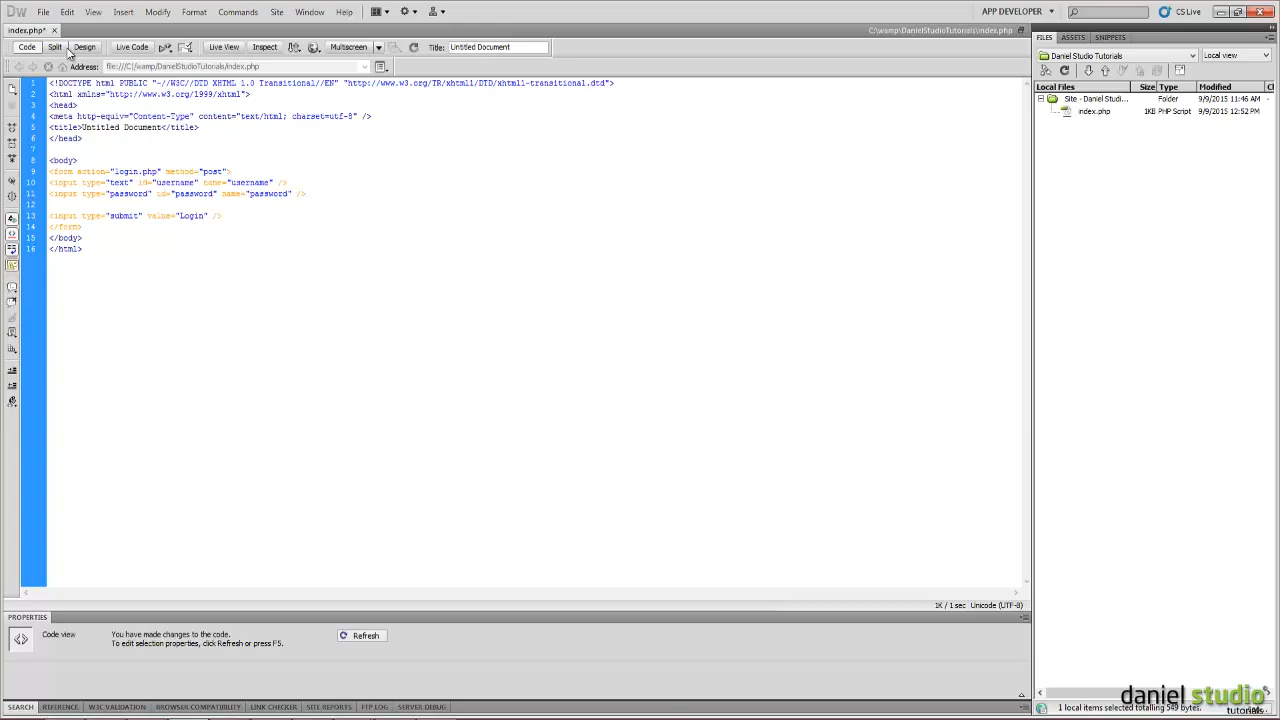 Dw File Edit View Insert Modify Format Commands Site Window Help APP DEVELOPER CS Live
index.php* C:\wamp\DanielStudioTutorials\index.php
Code Split Design Live Code Live View Inspect Multiscreen Title: Untitled Document
Address: file:///C|/wamp/DanielStudioTutorials/index.php
1 <!DOCTYPE html PUBLIC "-//W3C//DTD XHTML 1.0 Transitional//EN" "http://www.w3.org/TR/xhtml1/DTD/xhtml1-transitional.dtd">
2 <html xmlns="http://www.w3.org/1999/xhtml">
3 <head>
4 <meta http-equiv="Content-Type" content="text/html; charset=utf-8" />
5 <title>Untitled Document</title>
6 </head>
7
8 <body>
9 <form action="login.php" method="post">
10 <input type="text" id="username" name="username" />
11 <input type="password" id="password" name="password" />
12
13 <input type="submit" value="Login" />
14 </form>
15 </body>
16 </html>
1K / 1 sec Unicode (UTF-8)
PROPERTIES
Code view You have made changes to the code. Refresh
To edit selection properties, click Refresh or press F5.
SEARCH REFERENCE W3C VALIDATION BROWSER COMPATIBILITY LINK CHECKER SITE REPORTS FTP LOG SERVER DEBUG
FILES ASSETS SNIPPETS
Daniel Studio Tutorials Local view
Local Files Size Type Modified
Site - Daniel Studi... Folder 9/9/2015 11:46 AM -
index.php 1KB PHP Script 9/9/2015 12:52 PM
1 local items selected totalling 549 bytes.
danjel studio
tutorials